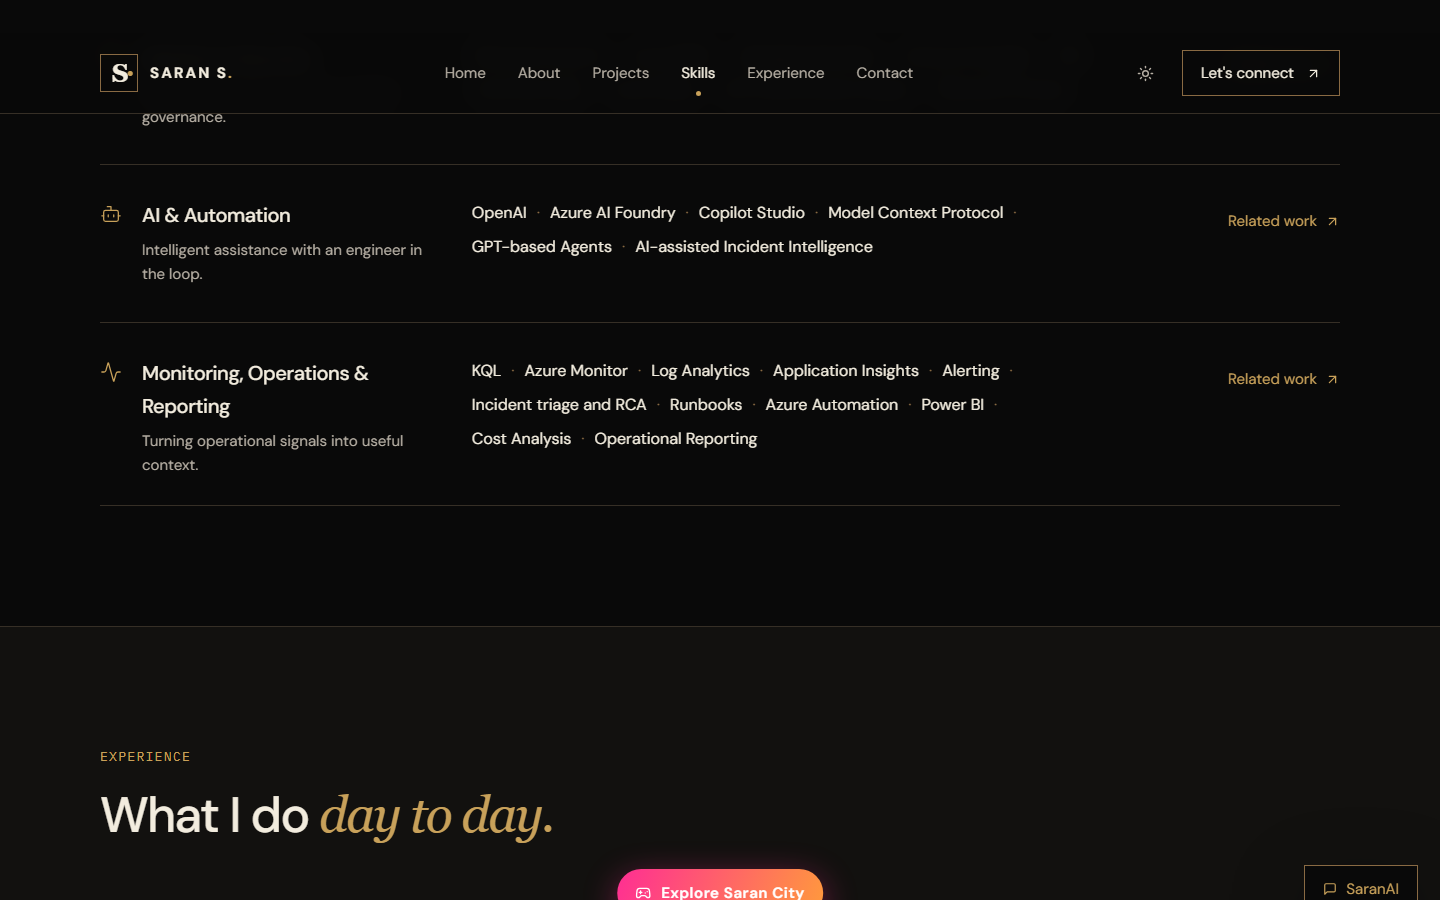 S. SARAN S.
Home About Projects Skills Experience Contact
Let's connect
governance.
AI & Automation
Intelligent assistance with an engineer in
the loop.
OpenAI · Azure AI Foundry · Copilot Studio · Model Context Protocol ·
GPT-based Agents · AI-assisted Incident Intelligence
Related work
Monitoring, Operations &
Reporting
Turning operational signals into useful
context.
KQL · Azure Monitor · Log Analytics · Application Insights · Alerting ·
Incident triage and RCA · Runbooks · Azure Automation · Power BI ·
Cost Analysis · Operational Reporting
Related work
EXPERIENCE
What I do day to day.
Explore Saran City
SaranAI